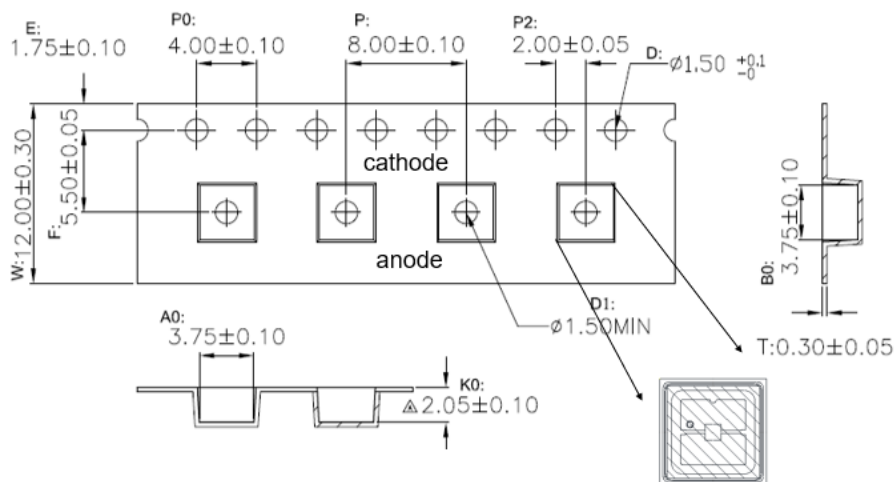 E:
1.75±0.10
P0:
4.00±0.10
P:
8.00±0.10
P2:
2.00±0.05
D: ⌀1.50 +0.1 -0
W: 12.00±0.30
F: 5.50±0.05
cathode
anode
B0: 3.75±0.10
D1:
⌀1.50MIN
T:0.30±0.05
A0:
3.75±0.10
K0:
2.05±0.10